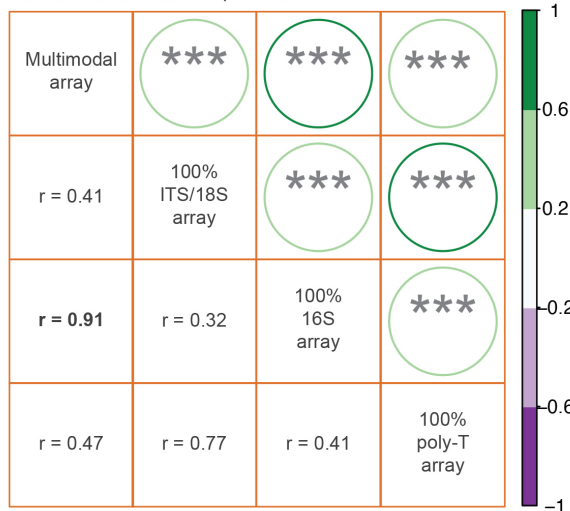 Multimodal
array
***
***
***
r = 0.41
100%
ITS/18S
array
***
***
r = 0.91
r = 0.32
100%
16S
array
***
r = 0.47
r = 0.77
r = 0.41
100%
poly-T
array
1
0.6
0.2
-0.2
-0.6
-1